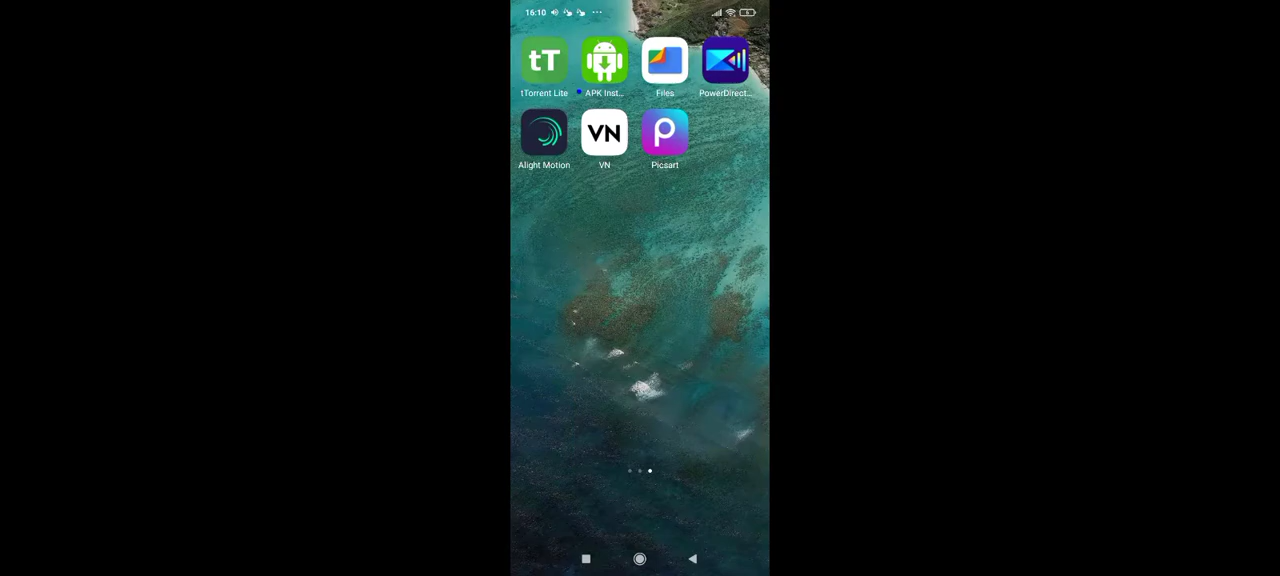 16:10
tT
tTorrent Lite
APK Inst...
Files
PowerDirect...
VN
Alight Motion
VN
Picsart